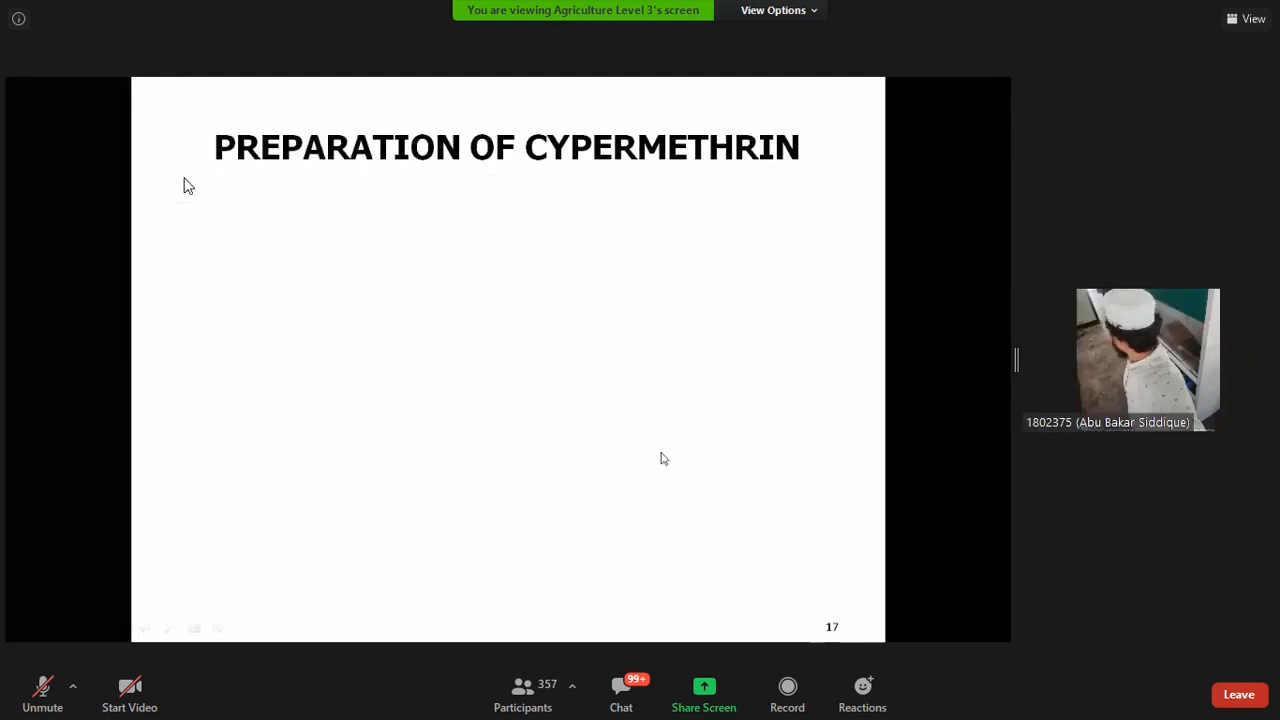 You are viewing Agriculture Level 3's screen
View Options
View
PREPARATION OF CYPERMETHRIN
1802375 (Abu Bakar Siddique)
17
Unmute
Start Video
357
Participants
99+
Chat
Share Screen
Record
Reactions
Leave